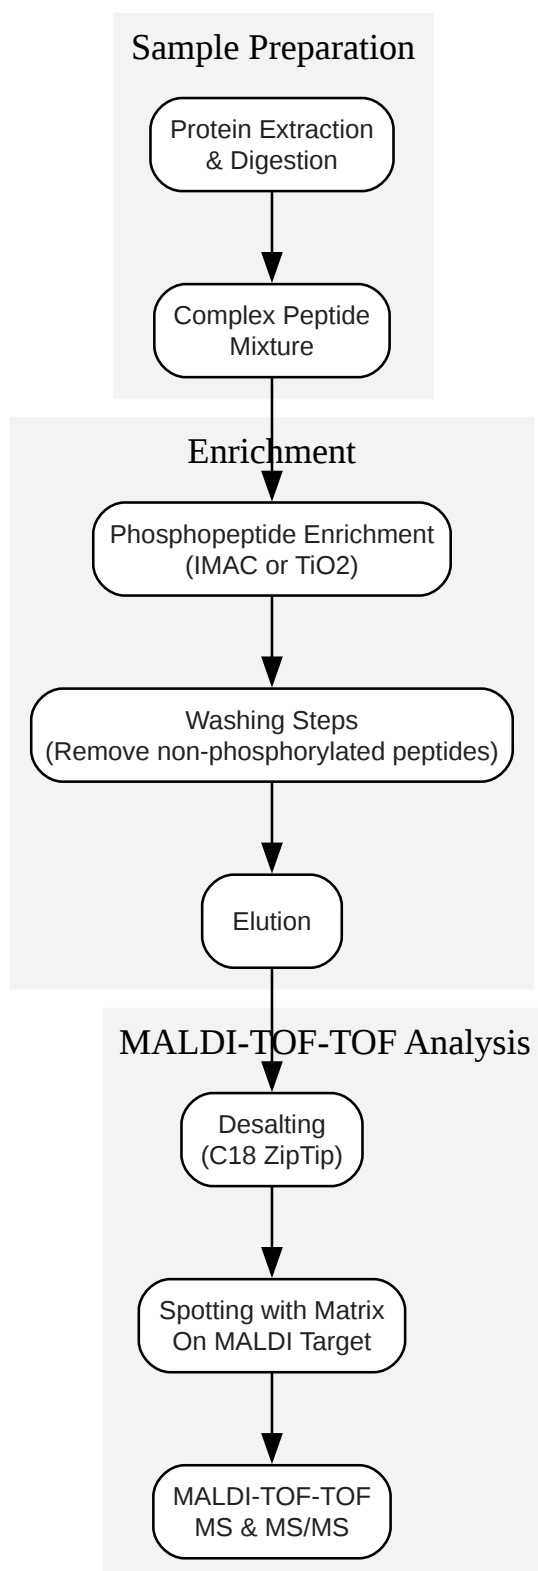 Sample Preparation
Protein Extraction
& Digestion
Complex Peptide
Mixture
Enrichment
Phosphopeptide Enrichment
(IMAC or TiO2)
Washing Steps
(Remove non-phosphorylated peptides)
Elution
MALDI-TOF-TOF Analysis
Desalting
(C18 ZipTip)
Spotting with Matrix
On MALDI Target
MALDI-TOF-TOF
MS & MS/MS